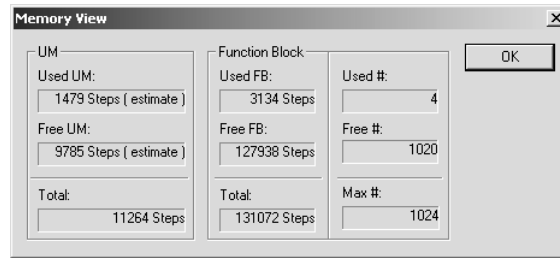 Memory View
UM
Used UM:
1479 Steps ( estimate )
Free UM:
9785 Steps ( estimate )
Total:
11264 Steps
Function Block
Used FB:
3134 Steps
Free FB:
127938 Steps
Total:
131072 Steps
Used #:
4
Free #:
1020
Max #:
1024
OK